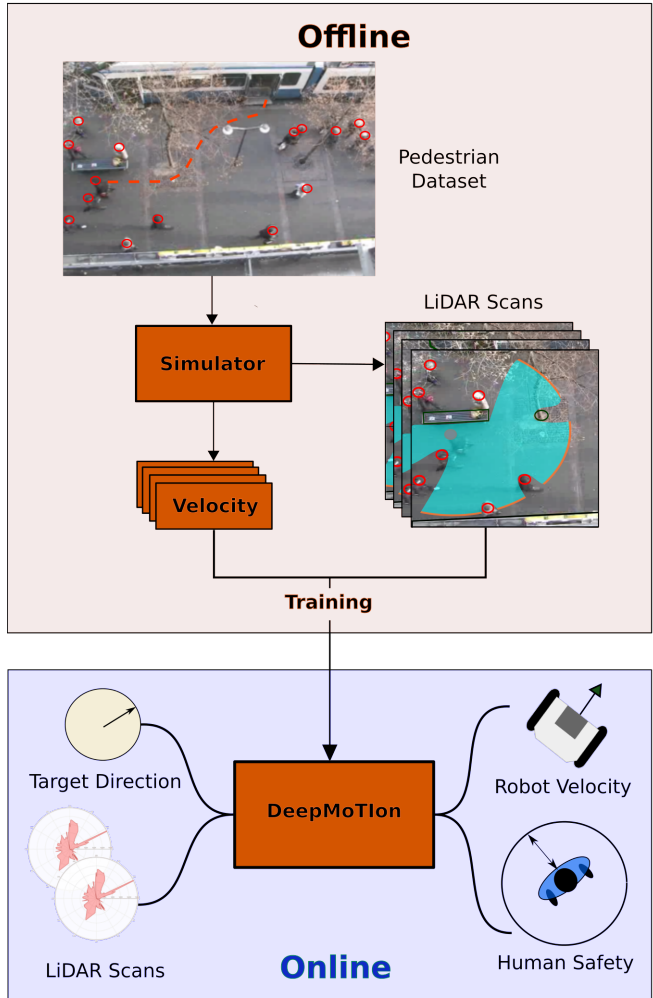 Offline
Pedestrian
Dataset
LiDAR Scans
Simulator
Velocity
Training
Target Direction
DeepMoTIon
Robot Velocity
LiDAR Scans
Human Safety
Online